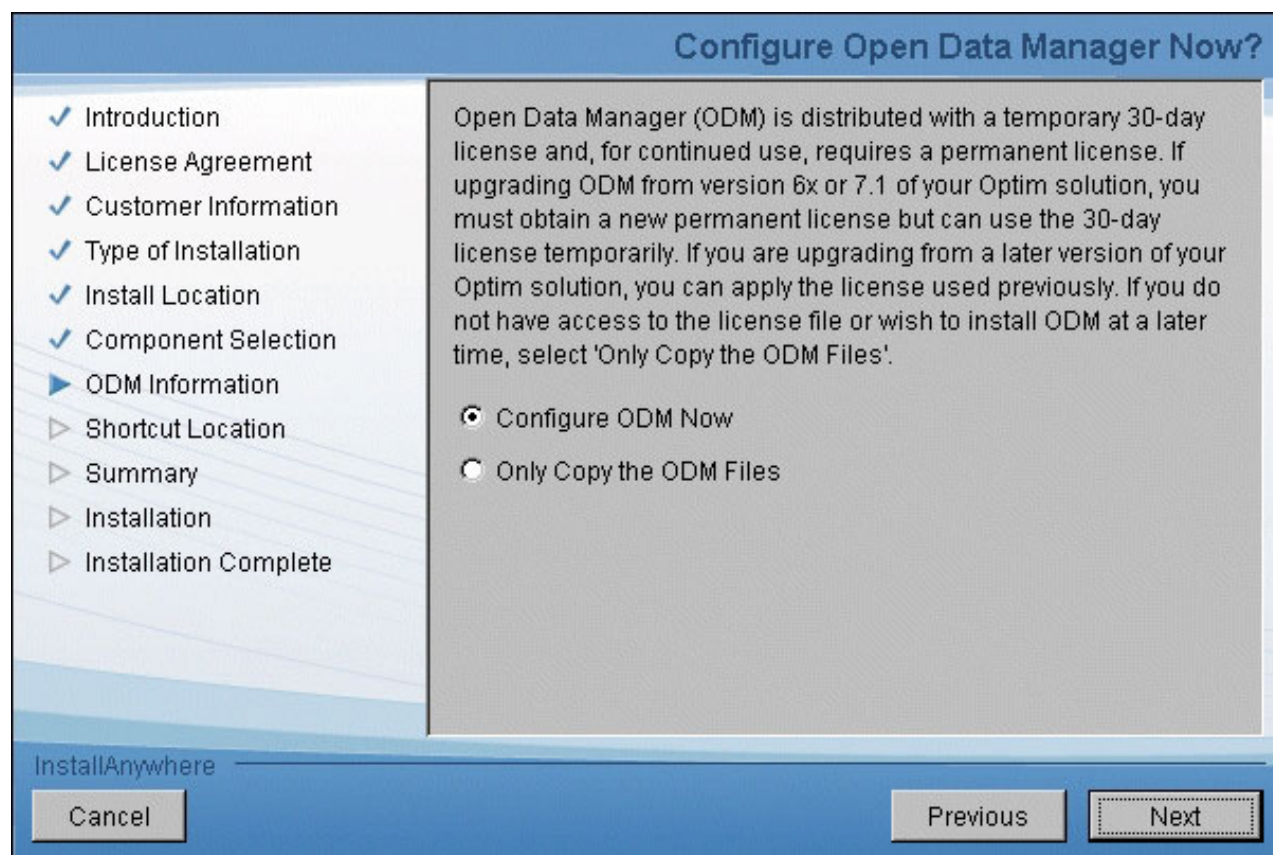 Configure Open Data Manager Now?
Introduction
License Agreement
Customer Information
Type of Installation
Install Location
Component Selection
ODM Information
Shortcut Location
Summary
Installation
Installation Complete
Open Data Manager (ODM) is distributed with a temporary 30-day
license and, for continued use, requires a permanent license. If
upgrading ODM from version 6x or 7.1 of your Optim solution, you
must obtain a new permanent license but can use the 30-day
license temporarily. If you are upgrading from a later version of your
Optim solution, you can apply the license used previously. If you do
not have access to the license file or wish to install ODM at a later
time, select 'Only Copy the ODM Files'.
Configure ODM Now
Only Copy the ODM Files
InstallAnywhere
Cancel
Previous
Next